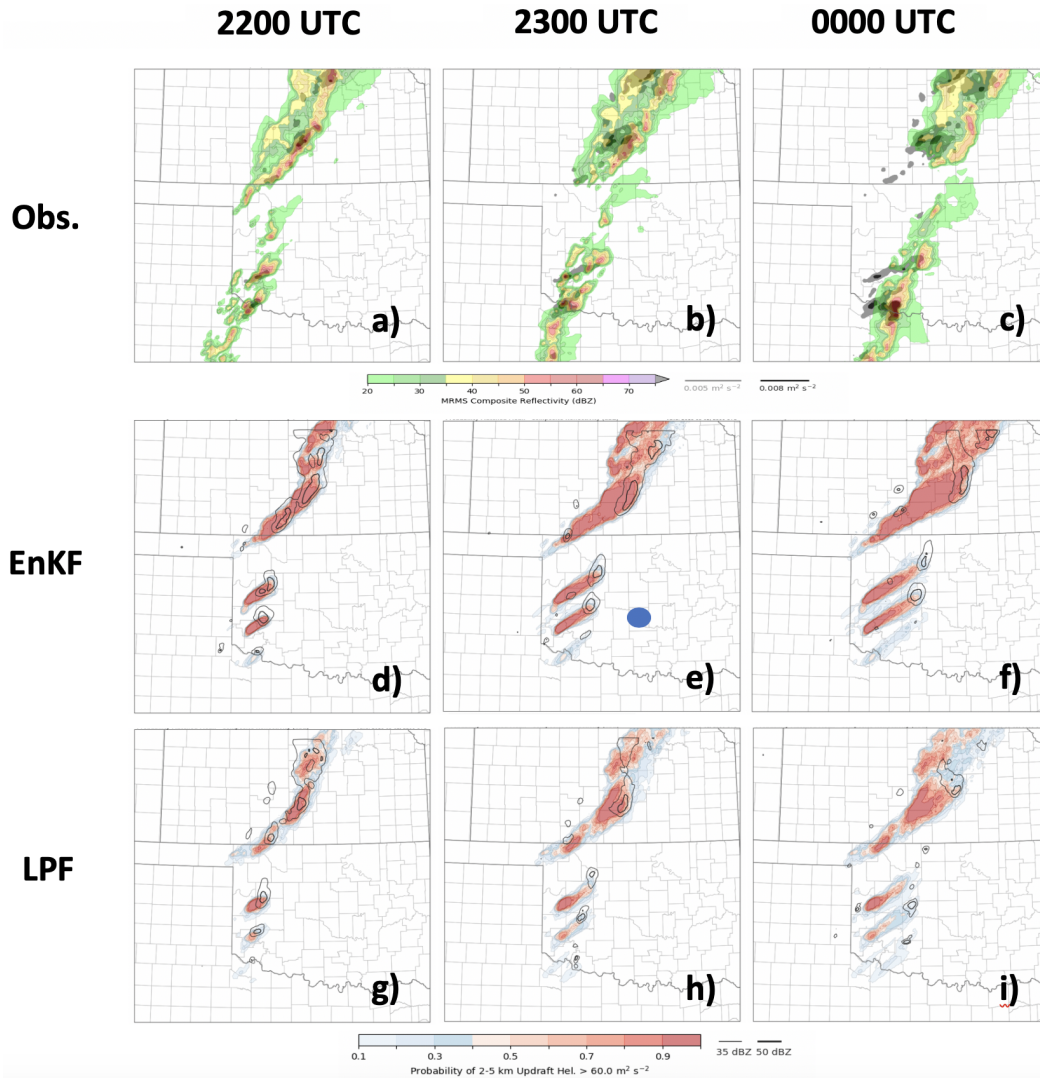 2200 UTC 2300 UTC 0000 UTC
Obs.
a) b) c)
20 30 40 50 60 70 0.005 m² s⁻² 0.008 m² s⁻²
MRMS Composite Reflectivity (dBZ)
EnKF
d) e) f)
LPF
g) h) i)
0.1 0.3 0.5 0.7 0.9 35 dBZ 50 dBZ
Probability of 2-5 km Updraft Hel. > 60.0 m² s⁻²